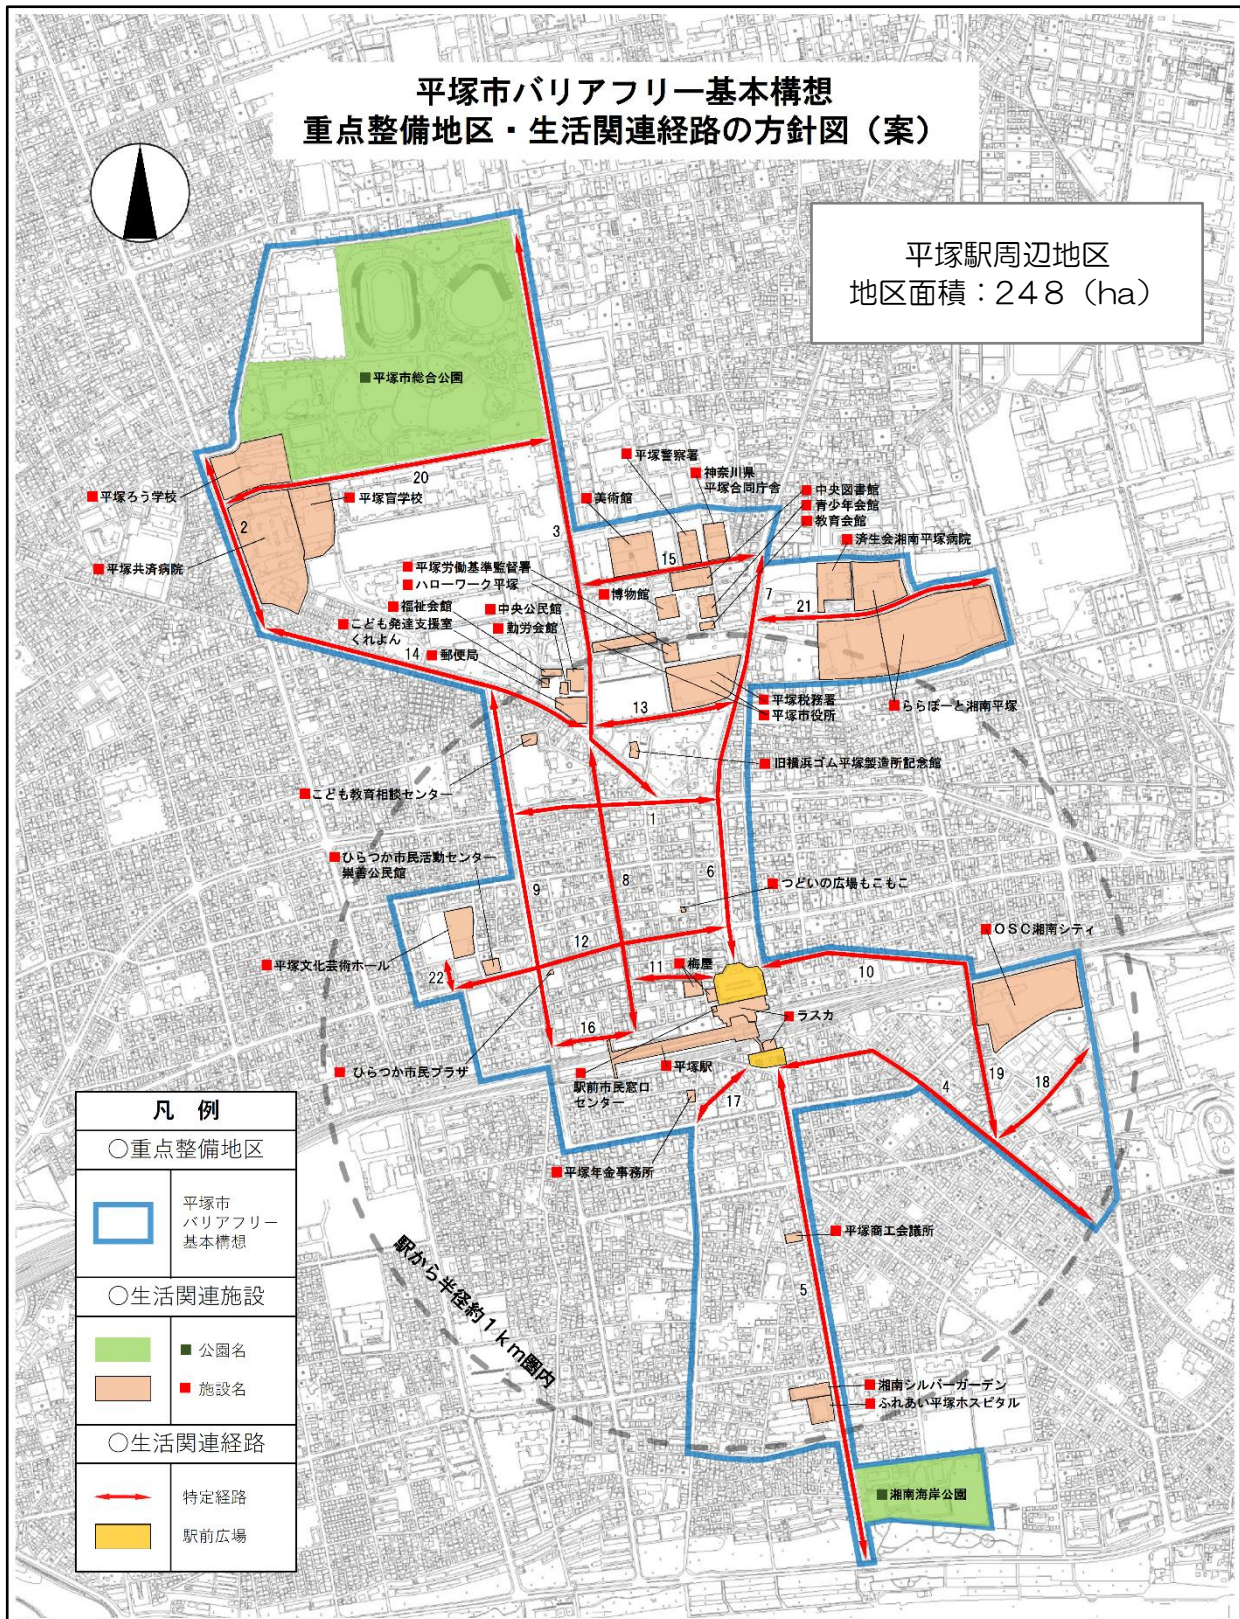 平塚市バリアフリー基本構想
重点整備地区・生活関連経路の方針図（案）
平塚駅周辺地区
地区面積：248（ha）
■平塚市総合公園
■平塚警察署
■神奈川県
平塚合同庁舎
■美術館
■中央図書館
■青少年会館
■教育会館
■済生会湘南平塚病院
■平塚ろう学校
20
■平塚盲学校
2
3
15
■平塚共済病院
■平塚労働基準監督署
■ハローワーク平塚
■博物館
7
21
■福祉会館
■中央公民館
■こども発達支援室
くれよん
■勤労会館
14
■郵便局
■平塚税務署
■平塚市役所
■ららぽーと湘南平塚
13
■旧横浜ゴム平塚製造所記念館
■こども教育相談センター
1
■ひらつか市民活動センター
崇善公民館
9
8
6
■つどいの広場もこもこ
■OSC湘南シティ
12
■平塚文化芸術ホール
22
11
■梅屋
10
■ラスカ
16
■ひらつか市民プラザ
■駅前市民窓口
センター
■平塚駅
17
4
19
18
■平塚年金事務所
■平塚商工会議所
5
駅から半径約1km圏内
■湘南シルバーガーデン
■ふれあい平塚ホスピタル
■湘南海岸公園
凡 例
○重点整備地区
平塚市
バリアフリー
基本構想
○生活関連施設
■公園名
■施設名
○生活関連経路
特定経路
駅前広場